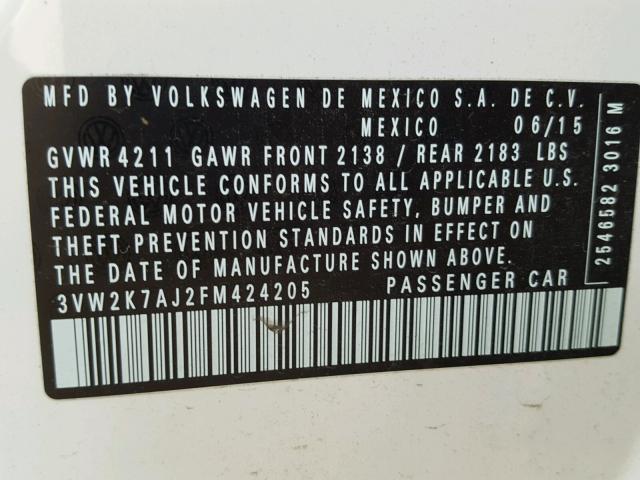 MFD BY VOLKSWAGEN DE MEXICO S.A. DE C.V.
MEXICO 06/15
GVWR 4211 GAWR FRONT 2138 / REAR 2183 LBS
THIS VEHICLE CONFORMS TO ALL APPLICABLE U.S.
FEDERAL MOTOR VEHICLE SAFETY, BUMPER AND
THEFT PREVENTION STANDARDS IN EFFECT ON
THE DATE OF MANUFACTURE SHOWN ABOVE.
3VW2K7AJ2FM424205 PASSENGER CAR
2546582 3016 M